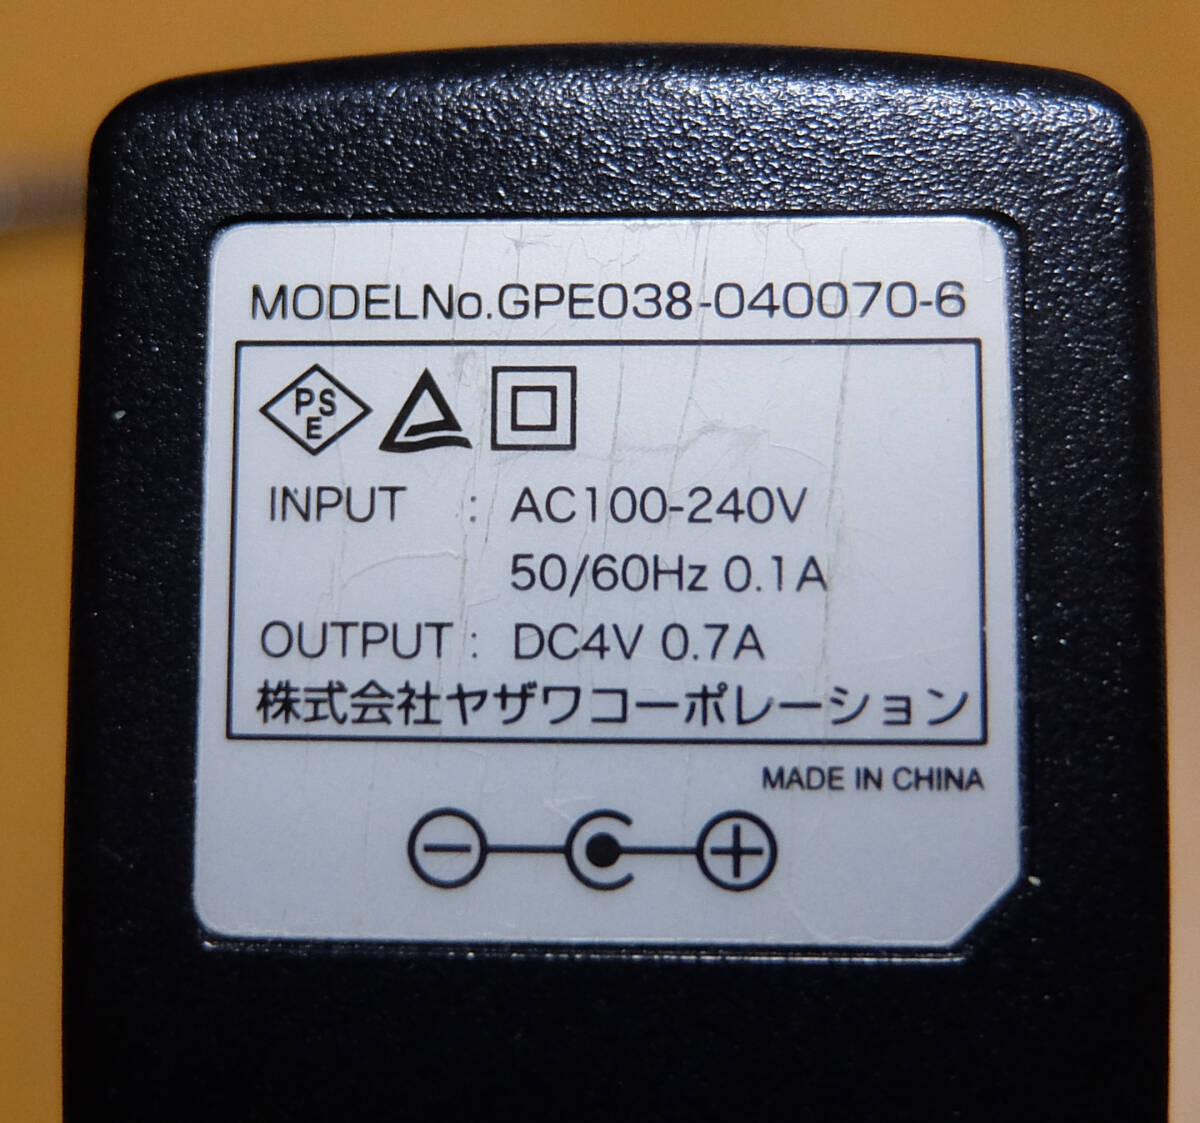 MODELNo.GPE038-040070-6
PSE
INPUT : AC100-240V
50/60Hz 0.1A
OUTPUT : DC4V 0.7A
株式会社ヤザワコーポレーション
MADE IN CHINA